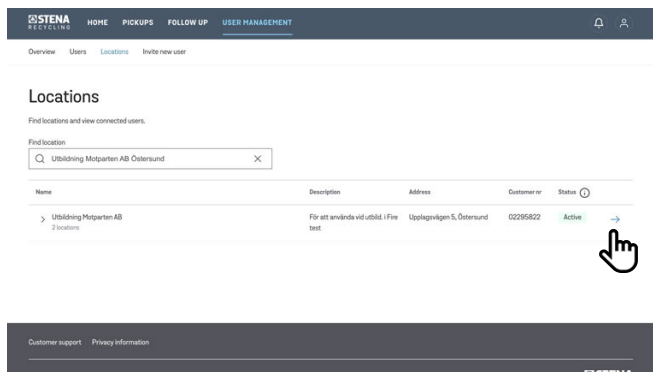 STENA
RECYCLING
HOME PICKUPS FOLLOW UP USER MANAGEMENT
Overview Users Locations Invite new user
Locations
Find locations and view connected users.
Find location
Utbildning Motparten AB Östersund
Name Description Address Customer nr Status
Utbildning Motparten AB För att använda vid utbild. i Fire Upplagsvägen 5, Östersund 02295822 Active
2 locations test
Customer support Privacy information
STENA